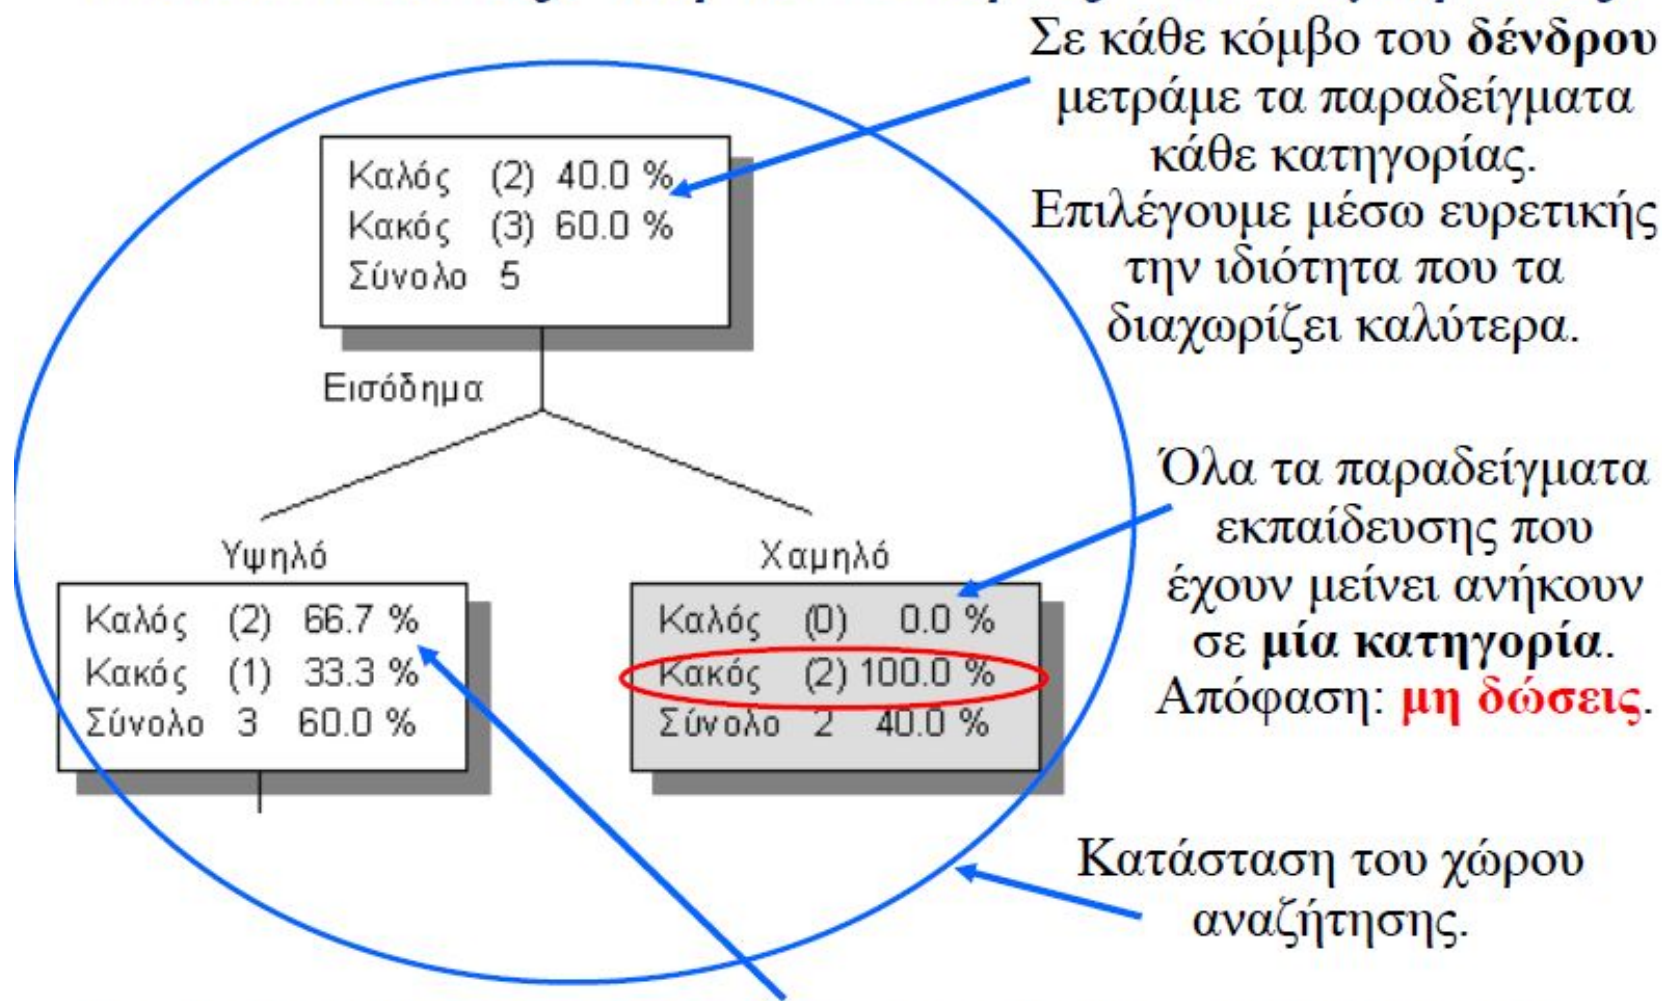 Σε κάθε κόμβο του δένδρου
μετράμε τα παραδείγματα
κάθε κατηγορίας.
Επιλέγουμε μέσω ευρετικής
την ιδιότητα που τα
διαχωρίζει καλύτερα.
Καλός (2) 40.0 %
Κακός (3) 60.0 %
Σύνολο 5
Εισόδημα
Υψηλό
Καλός (2) 66.7 %
Κακός (1) 33.3 %
Σύνολο 3 60.0 %
Χαμηλό
Καλός (0) 0.0 %
Κακός (2) 100.0 %
Σύνολο 2 40.0 %
Όλα τα παραδείγματα
εκπαίδευσης που
έχουν μείνει ανήκουν
σε μία κατηγορία.
Απόφαση: μη δώσεις.
Κατάσταση του χώρου
αναζήτησης.